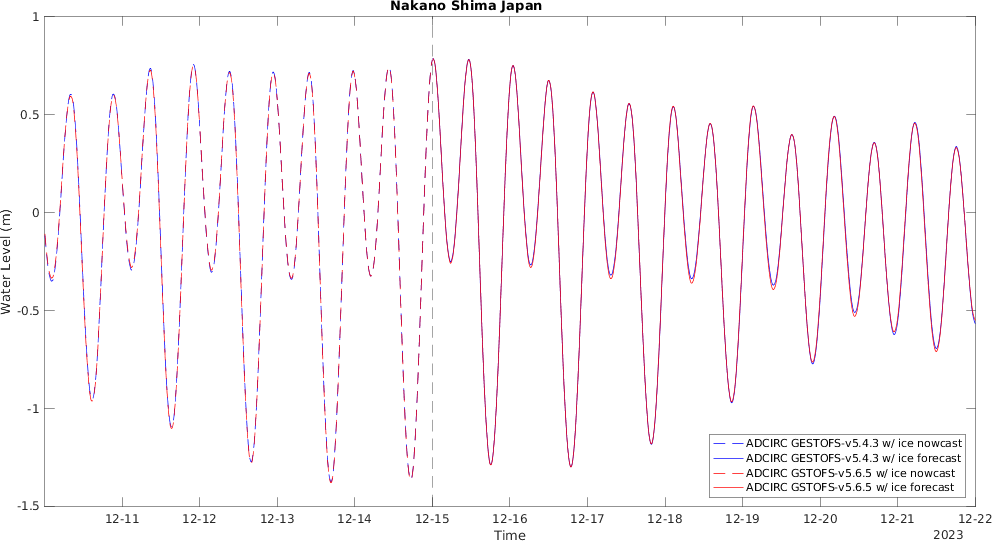 Nakano Shima Japan
Water Level (m)
1
0.5
0
-0.5
-1
-1.5
ADCIRC GESTOFS-v5.4.3 w/ ice nowcast
ADCIRC GESTOFS-v5.4.3 w/ ice forecast
ADCIRC GSTOFS-v5.6.5 w/ ice nowcast
ADCIRC GSTOFS-v5.6.5 w/ ice forecast
12-11 12-12 12-13 12-14 12-15 12-16 12-17 12-18 12-19 12-20 12-21 12-22
Time
2023